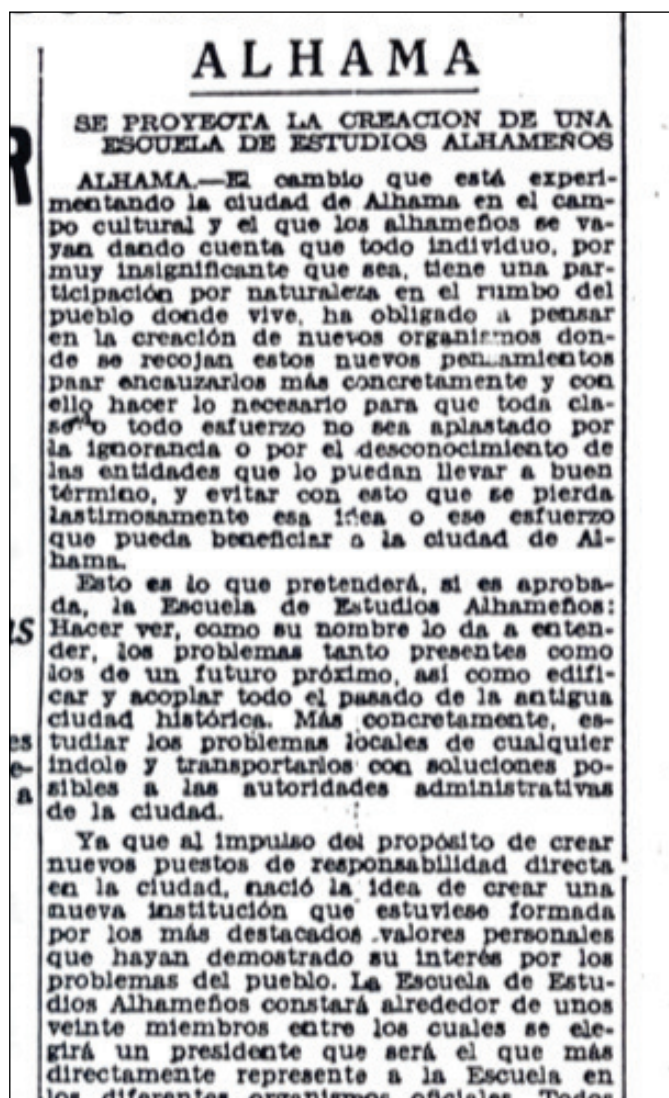 ALHAMA
SE PROYECTA LA CREACION DE UNA
ESCUELA DE ESTUDIOS ALHAMEÑOS
ALHAMA.—El cambio que está experi-
mentando la ciudad de Alhama en el cam-
po cultural y el que los alhameños se va-
yan dando cuenta que todo individuo, por
muy insignificante que sea, tiene una par-
ticipación por naturaleza en el rumbo del
pueblo donde vive, ha obligado a pensar
en la creación de nuevos organismos don-
de se recojan estos nuevos pensamientos
paar encauzarlos más concretamente y con
ello hacer lo necesario para que toda cla-
se o todo esfuerzo no sea aplastado por
la ignorancia o por el desconocimiento de
las entidades que lo puedan llevar a buen
término, y evitar con esto que se pierda
lastimosamente esa idea o ese esfuerzo
que pueda beneficiar a la ciudad de Al-
hama.
Esto es lo que pretenderá, si es aproba-
da, la Escuela de Estudios Alhameños:
Hacer ver, como su nombre lo da a enten-
der, los problemas tanto presentes como
los de un futuro próximo, así como edifi-
car y acoplar todo el pasado de la antigua
ciudad histórica. Más concretamente, es-
tudiar los problemas locales de cualquier
índole y transportarlos con soluciones po-
sibles a las autoridades administrativas
de la ciudad.
Ya que al impulso del propósito de crear
nuevos puestos de responsabilidad directa
en la ciudad, nació la idea de crear una
nueva institución que estuviese formada
por los más destacados valores personales
que hayan demostrado su interés por los
problemas del pueblo. La Escuela de Estu-
dios Alhameños constará alrededor de unos
veinte miembros entre los cuales se ele-
girá un presidente que será el que más
directamente represente a la Escuela en
los diferentes organismos oficiales. Todos